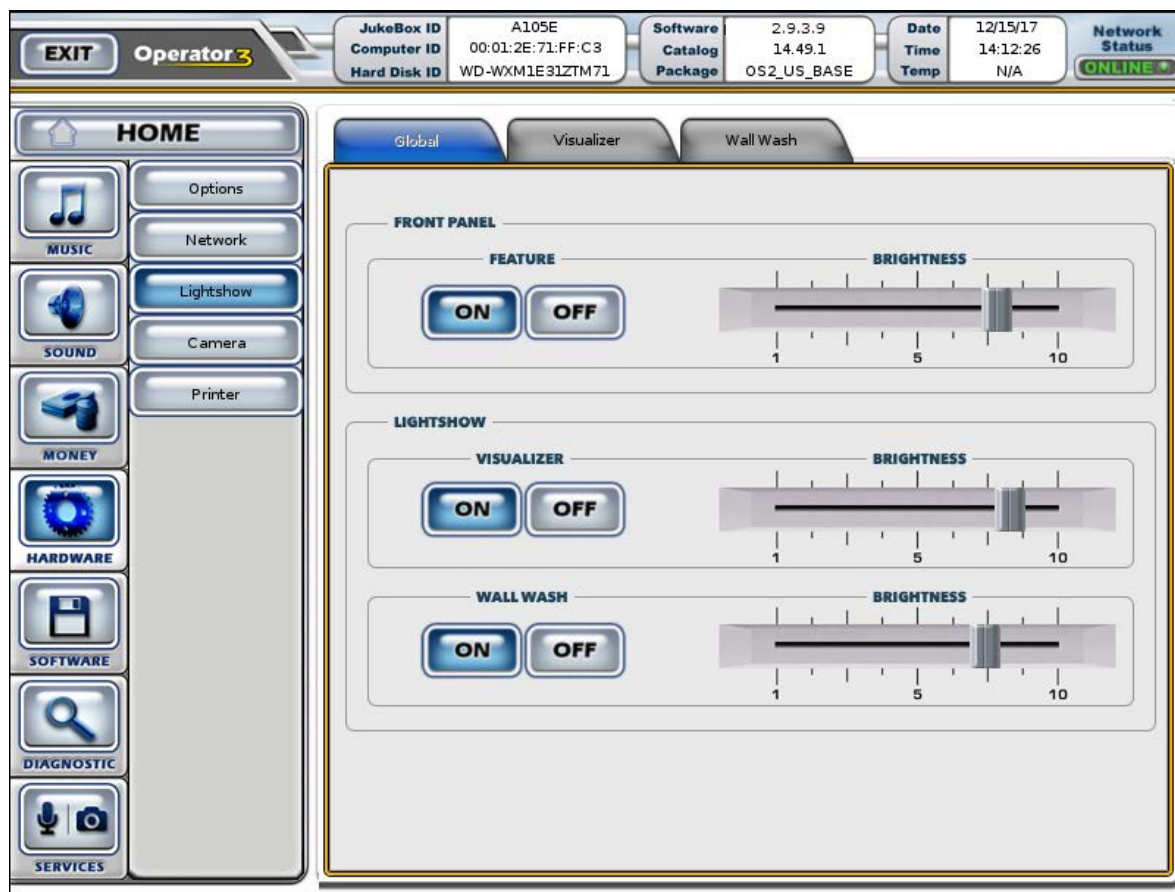 EXIT
Operator3
JukeBox ID A105E
Computer ID 00:01:2E:71:FF:C3
Hard Disk ID WD-WXM1E31ZTM71
Software 2.9.3.9
Catalog 14.49.1
Package OS2_US_BASE
Date 12/15/17
Time 14:12:26
Temp N/A
Network
Status
ONLINE
HOME
MUSIC
SOUND
MONEY
HARDWARE
SOFTWARE
DIAGNOSTIC
SERVICES
Options
Network
Lightshow
Camera
Printer
Global Visualizer Wall Wash
FRONT PANEL
FEATURE BRIGHTNESS
ON OFF
1 5 10
LIGHTSHOW
VISUALIZER BRIGHTNESS
ON OFF
1 5 10
WALL WASH BRIGHTNESS
ON OFF
1 5 10